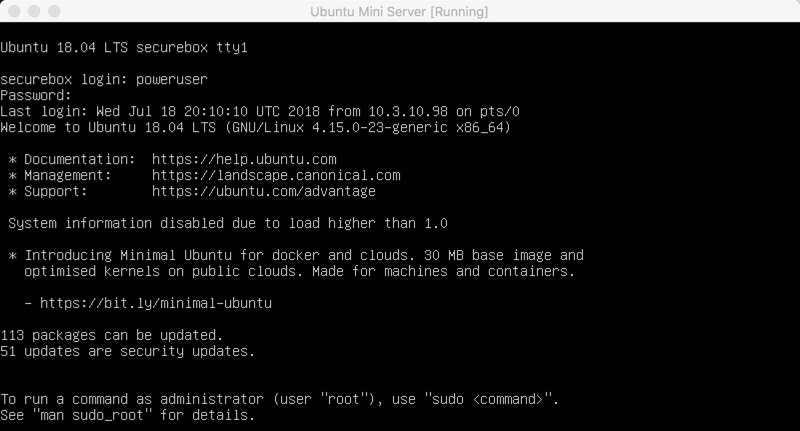 Ubuntu Mini Server [Running]
Ubuntu 18.04 LTS securebox tty1
securebox login: poweruser
Password:
Last login: Wed Jul 18 20:10:10 UTC 2018 from 10.3.10.98 on pts/0
Welcome to Ubuntu 18.04 LTS (GNU/Linux 4.15.0-23-generic x86_64)
* Documentation:  https://help.ubuntu.com
* Management:     https://landscape.canonical.com
* Support:        https://ubuntu.com/advantage
System information disabled due to load higher than 1.0
* Introducing Minimal Ubuntu for docker and clouds. 30 MB base image and
optimised kernels on public clouds. Made for machines and containers.
- https://bit.ly/minimal-ubuntu
113 packages can be updated.
51 updates are security updates.
To run a command as administrator (user "root"), use "sudo <command>".
See "man sudo_root" for details.